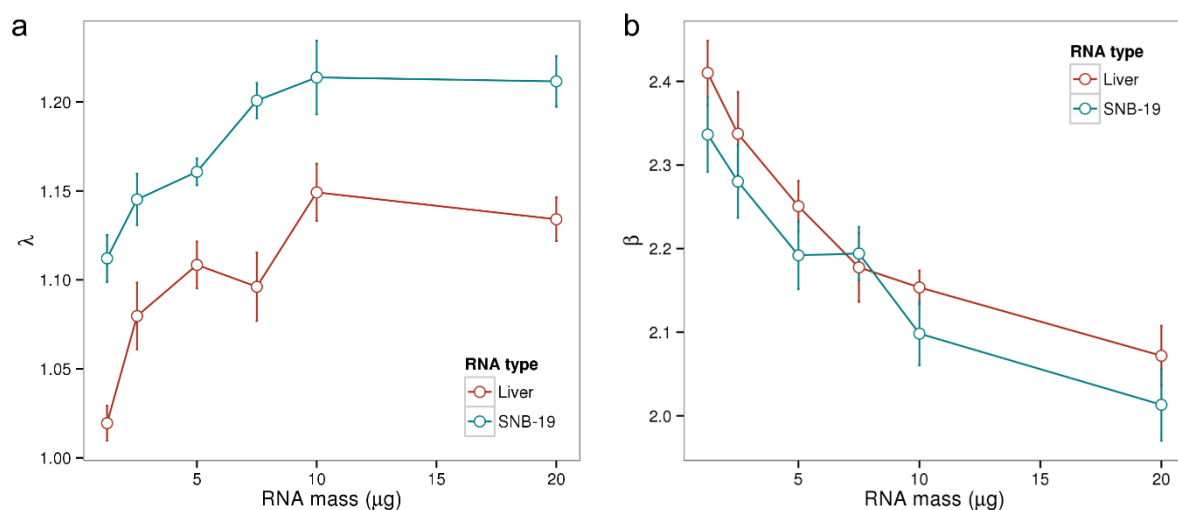 a
1.20
1.15
1.10
1.05
1.00
λ
5
10
15
20
RNA mass (µg)
RNA type
Liver
SNB-19
b
2.4
2.3
2.2
2.1
2.0
β
5
10
15
20
RNA mass (µg)
RNA type
Liver
SNB-19